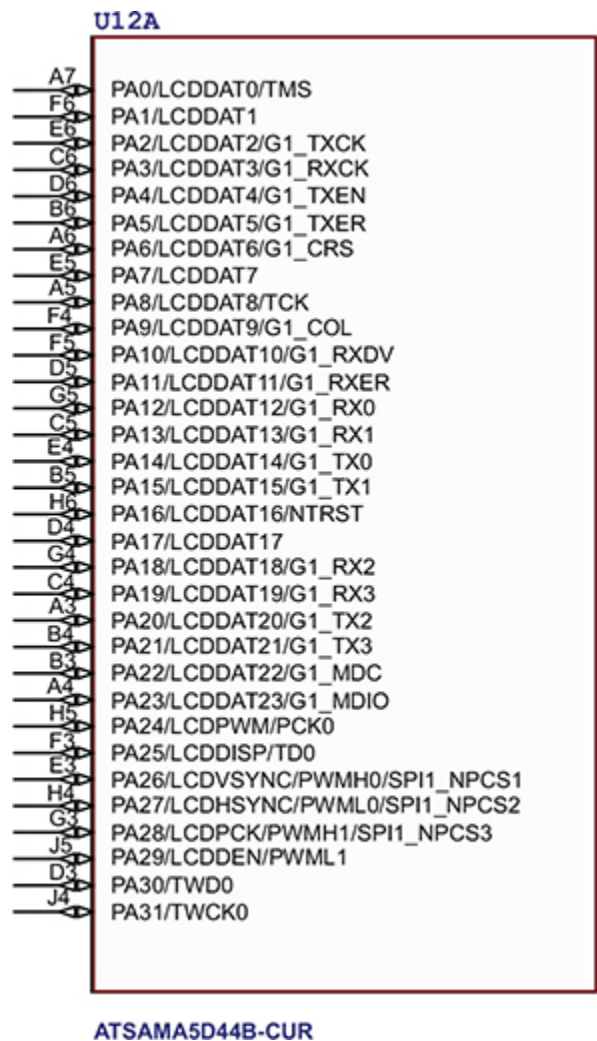 U12A
A7 PA0/LCDDAT0/TMS
F6 PA1/LCDDAT1
E6 PA2/LCDDAT2/G1_TXCK
C6 PA3/LCDDAT3/G1_RXCK
D6 PA4/LCDDAT4/G1_TXEN
B6 PA5/LCDDAT5/G1_TXER
A6 PA6/LCDDAT6/G1_CRS
E5 PA7/LCDDAT7
A5 PA8/LCDDAT8/TCK
F4 PA9/LCDDAT9/G1_COL
F5 PA10/LCDDAT10/G1_RXDV
D5 PA11/LCDDAT11/G1_RXER
G5 PA12/LCDDAT12/G1_RX0
C5 PA13/LCDDAT13/G1_RX1
E4 PA14/LCDDAT14/G1_TX0
B5 PA15/LCDDAT15/G1_TX1
H6 PA16/LCDDAT16/NTRST
D4 PA17/LCDDAT17
G4 PA18/LCDDAT18/G1_RX2
C4 PA19/LCDDAT19/G1_RX3
A3 PA20/LCDDAT20/G1_TX2
B4 PA21/LCDDAT21/G1_TX3
B3 PA22/LCDDAT22/G1_MDC
A4 PA23/LCDDAT23/G1_MDIO
H5 PA24/LCDPWM/PCK0
F3 PA25/LCDDISP/TD0
E3 PA26/LCDVSYNC/PWMH0/SPI1_NPCS1
H4 PA27/LCDHSYNC/PWML0/SPI1_NPCS2
G3 PA28/LCDPCK/PWMH1/SPI1_NPCS3
J5 PA29/LCDDEN/PWML1
D3 PA30/TWD0
J4 PA31/TWCK0
ATSAMA5D44B-CUR